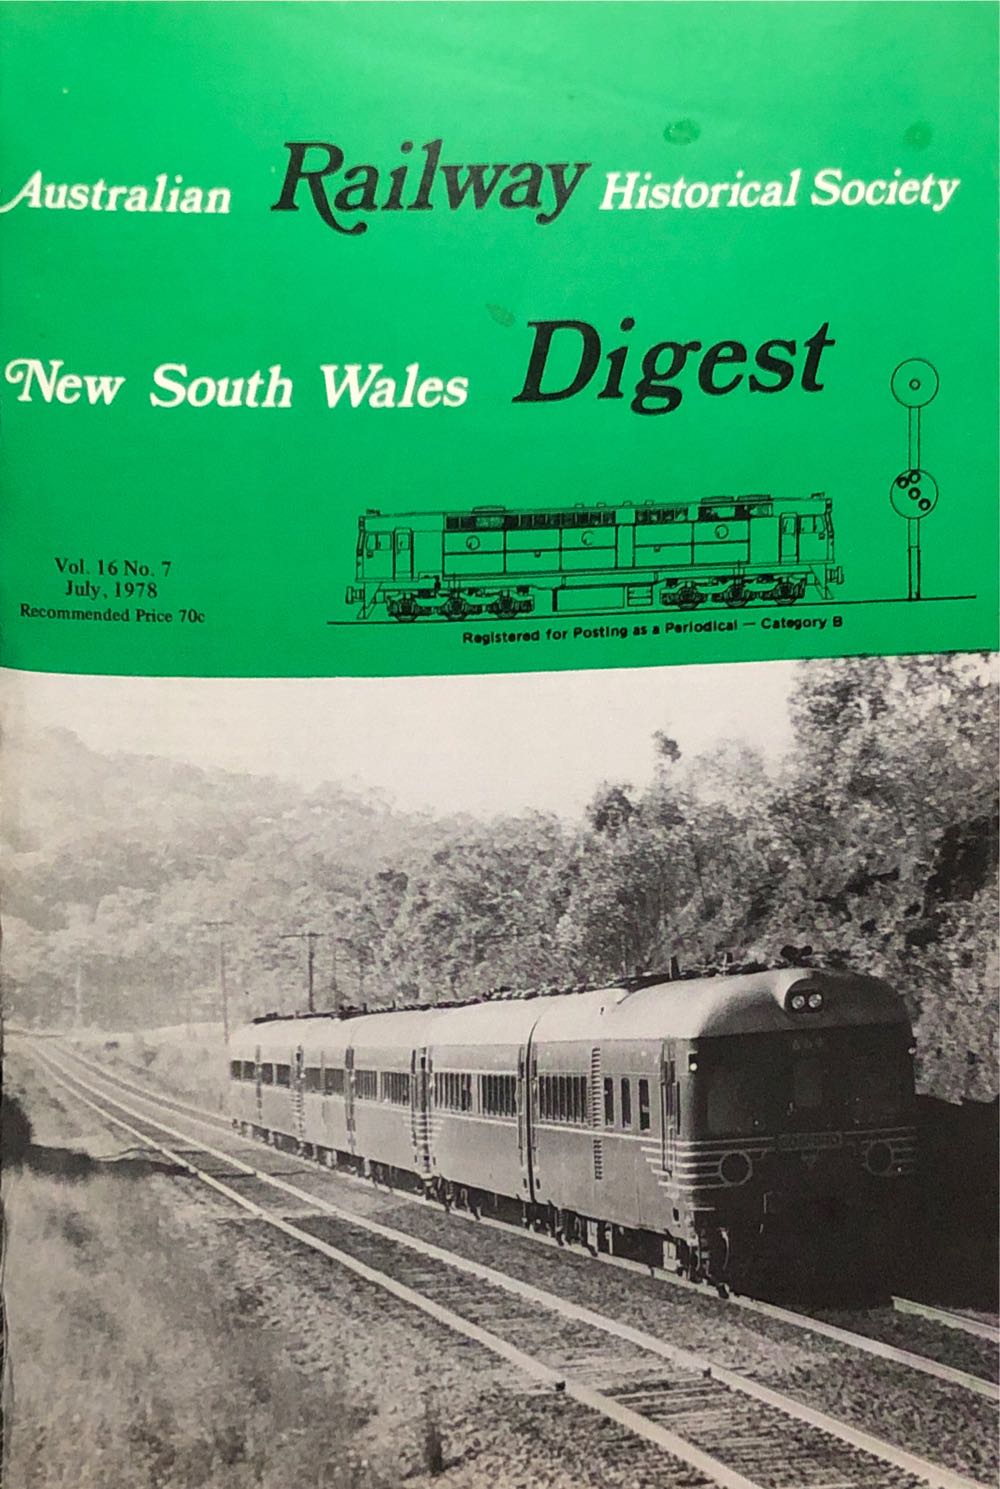 Australian Railway Historical Society
New South Wales Digest
Vol. 16 No. 7
July, 1978
Recommended Price 70c
Registered for Posting as a Periodical — Category B